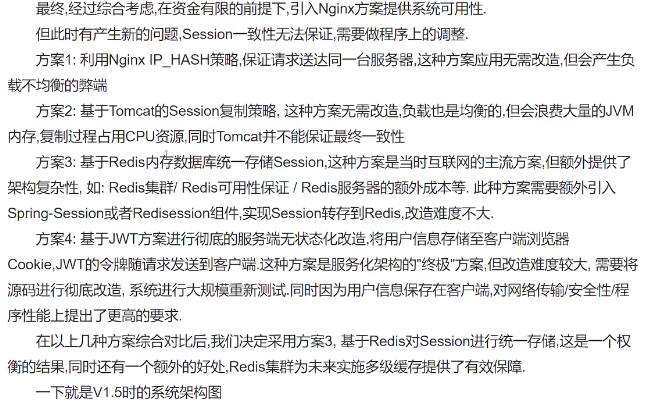 最终,经过综合考虑,在资金有限的前提下,引入Nginx方案提供系统可用性.
但此时有产生新的问题,Session一致性无法保证,需要做程序上的调整.
方案1: 利用Nginx IP_HASH策略,保证请求送达同一台服务器,这种方案应用无需改造,但会产生负
载不均衡的弊端
方案2: 基于Tomcat的Session复制策略, 这种方案无需改造,负载也是均衡的,但会浪费大量的JVM
内存,复制过程占用CPU资源,同时Tomcat并不能保证最终一致性
方案3: 基于Redis内存数据库统一存储Session,这种方案是当时互联网的主流方案,但额外提供了
架构复杂性, 如: Redis集群/ Redis可用性保证 / Redis服务器的额外成本等. 此种方案需要额外引入
Spring-Session或者Redisession组件,实现Session转存到Redis,改造难度不大.
方案4: 基于JWT方案进行彻底的服务端无状态化改造,将用户信息存储至客户端浏览器
Cookie,JWT的令牌随请求发送到客户端.这种方案是服务化架构的"终极"方案,但改造难度较大, 需要将
源码进行彻底改造, 系统进行大规模重新测试.同时因为用户信息保存在客户端,对网络传输/安全性/程
序性能上提出了更高的要求.
在以上几种方案综合对比后,我们决定采用方案3, 基于Redis对Session进行统一存储,这是一个权
衡的结果,同时还有一个额外的好处,Redis集群为未来实施多级缓存提供了有效保障.
一下就是V1.5时的系统架构图